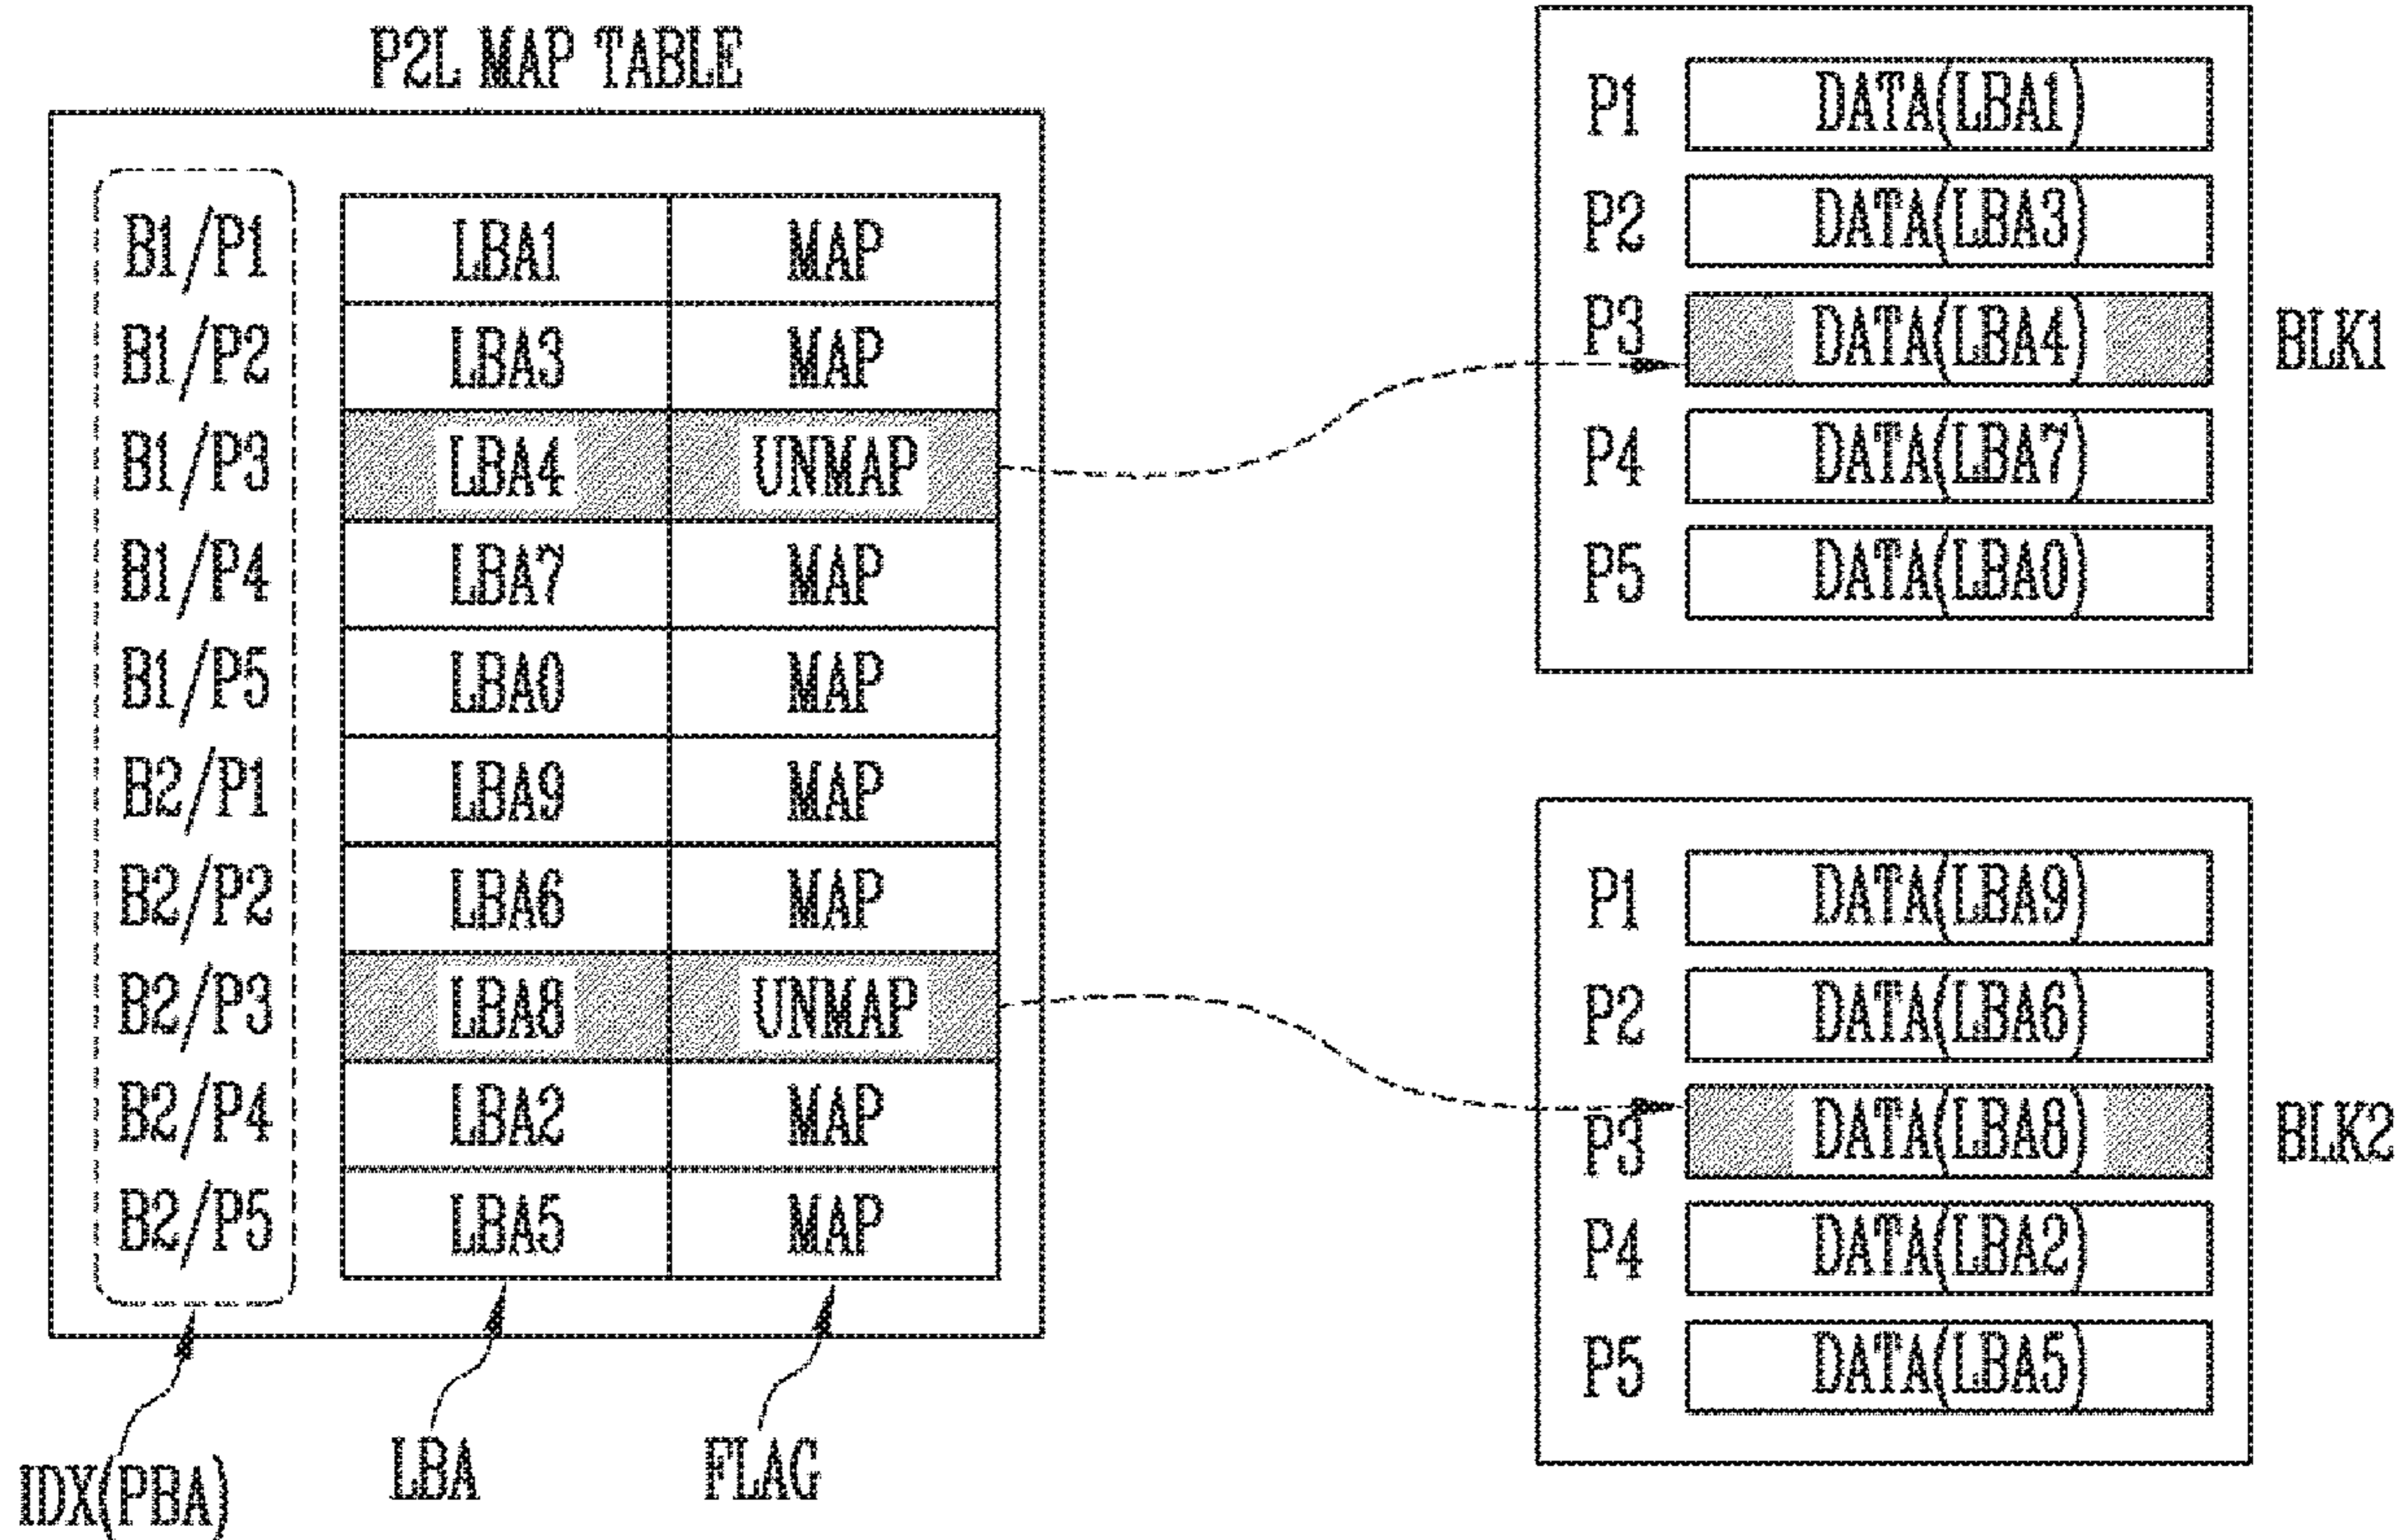 P2L MAP TABLE
B1/P1 LBA1 MAP
B1/P2 LBA3 MAP
B1/P3 LBA4 UNMAP
B1/P4 LBA7 MAP
B1/P5 LBA0 MAP
B2/P1 LBA9 MAP
B2/P2 LBA6 MAP
B2/P3 LBA8 UNMAP
B2/P4 LBA2 MAP
B2/P5 LBA5 MAP
IDX(PBA) LBA FLAG
P1 DATA(LBA1)
P2 DATA(LBA3)
P3 DATA(LBA4)
P4 DATA(LBA7)
P5 DATA(LBA0)
BLK1
P1 DATA(LBA9)
P2 DATA(LBA6)
P3 DATA(LBA8)
P4 DATA(LBA2)
P5 DATA(LBA5)
BLK2